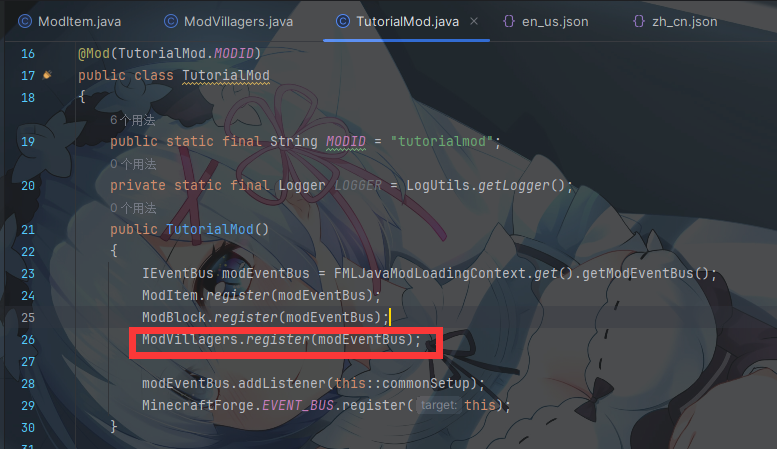 ModItem.java ModVillagers.java TutorialMod.java en_us.json zh_cn.json
16 @Mod(TutorialMod.MODID)
17 public class TutorialMod
18 {
6个用法
19 public static final String MODID = "tutorialmod";
0个用法
20 private static final Logger LOGGER = LogUtils.getLogger();
0个用法
21 public TutorialMod()
22 {
23 IEventBus modEventBus = FMLJavaModLoadingContext.get().getModEventBus();
24 ModItem.register(modEventBus);
25 ModBlock.register(modEventBus);
26 ModVillagers.register(modEventBus);
27
28 modEventBus.addListener(this::commonSetup);
29 MinecraftForge.EVENT_BUS.register( target: this);
30 }
31